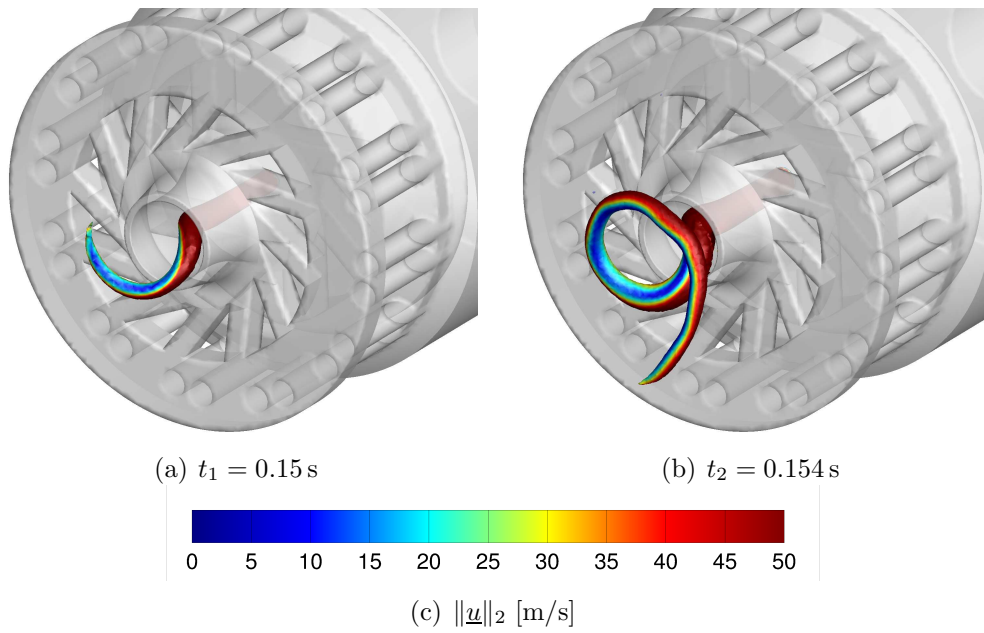 (a) t₁ = 0.15 s
(b) t₂ = 0.154 s
0 5 10 15 20 25 30 35 40 45 50
(c) ‖u̲‖₂ [m/s]